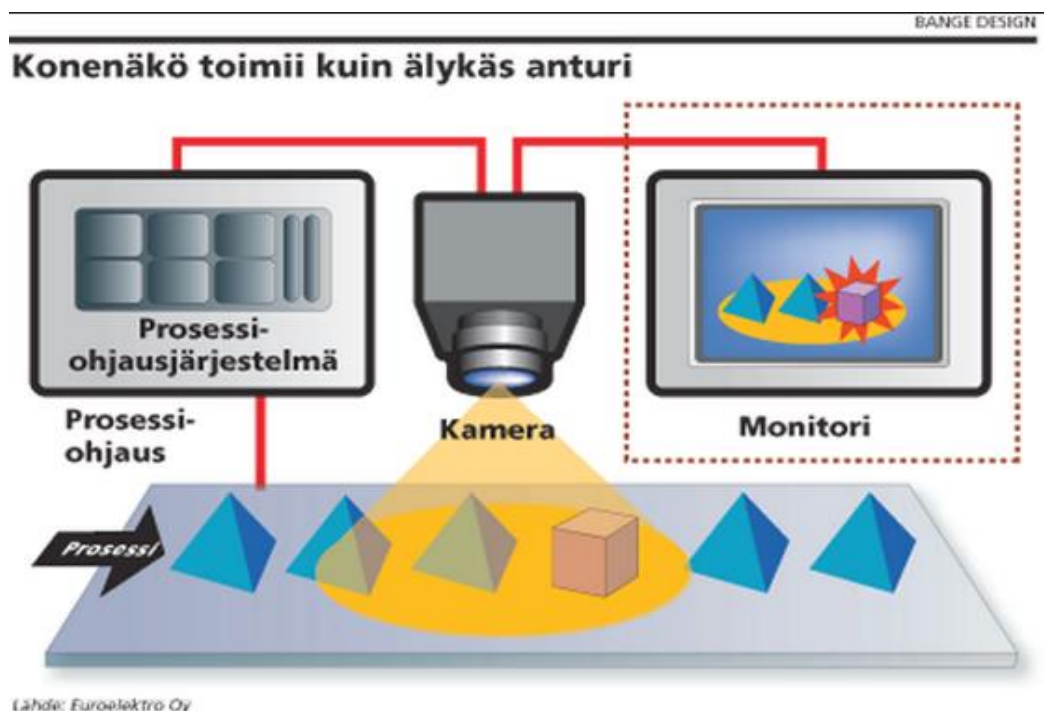 BANGE DESIGN
Konenäkö toimii kuin älykäs anturi
Prosessi-
ohjausjärjestelmä
Prosessi-
ohjaus
Kamera
Monitori
Prosessi
Lähde: Euroelektro Oy